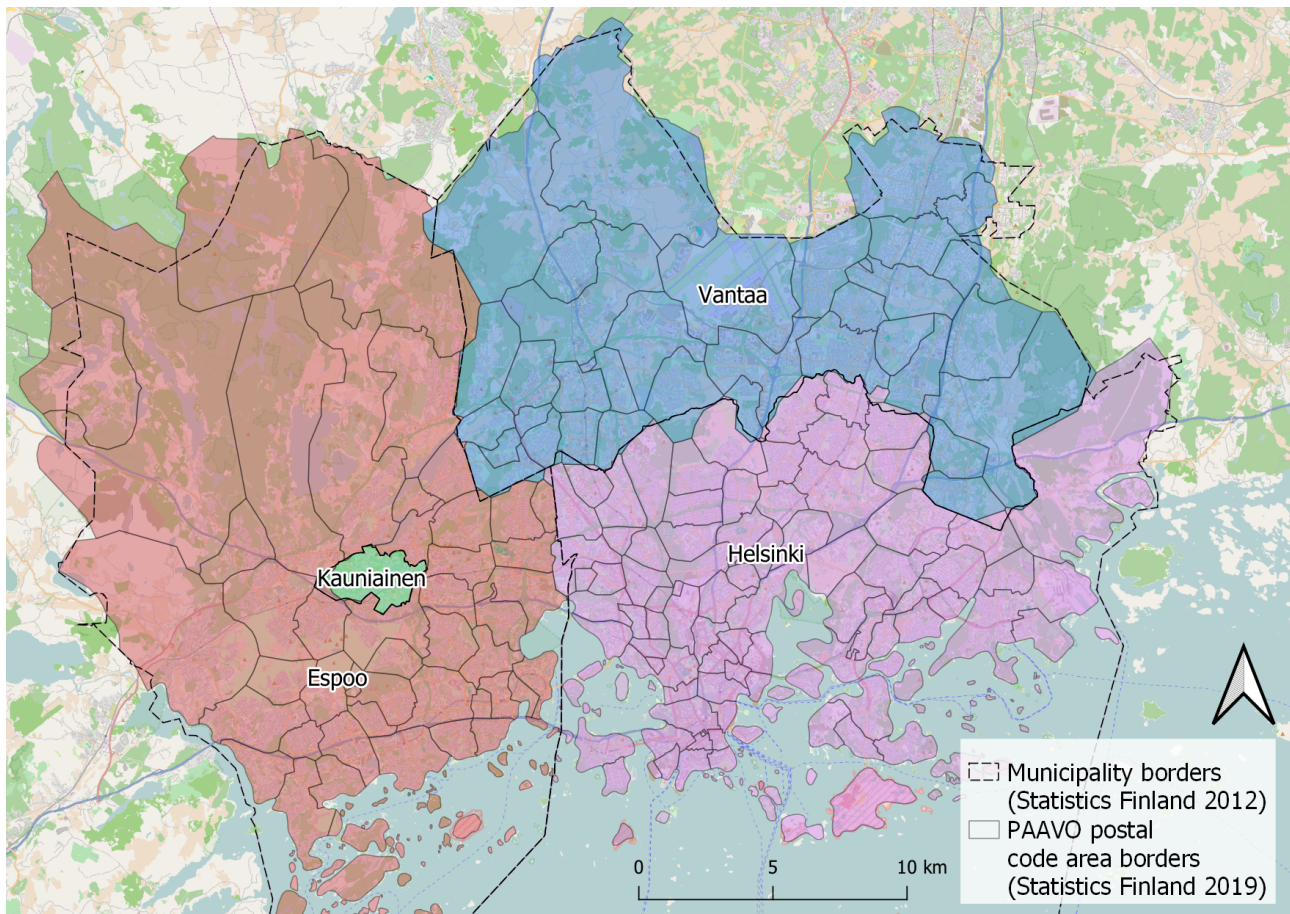 Vantaa
Helsinki
Kauniainen
Espoo
Municipality borders
(Statistics Finland 2012)
PAAVO postal
code area borders
(Statistics Finland 2019)
0 5 10 km